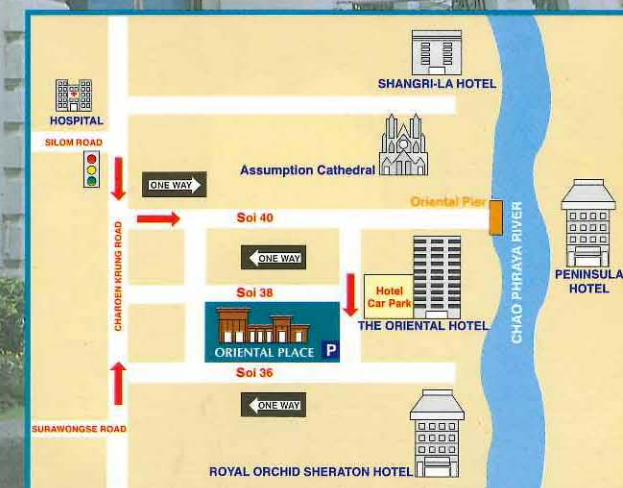 SHANGRI-LA HOTEL
HOSPITAL
SILOM ROAD
Assumption Cathedral
ONE WAY
Oriental Pier
Soi 40
CHAROEN KRUNG ROAD
ONE WAY
CHAO PHRAYA RIVER
PENINSULA
HOTEL
Soi 38
Hotel
Car Park
THE ORIENTAL HOTEL
ORIENTAL PLACE P
Soi 36
ONE WAY
SURAWONGSE ROAD
ROYAL ORCHID SHERATON HOTEL